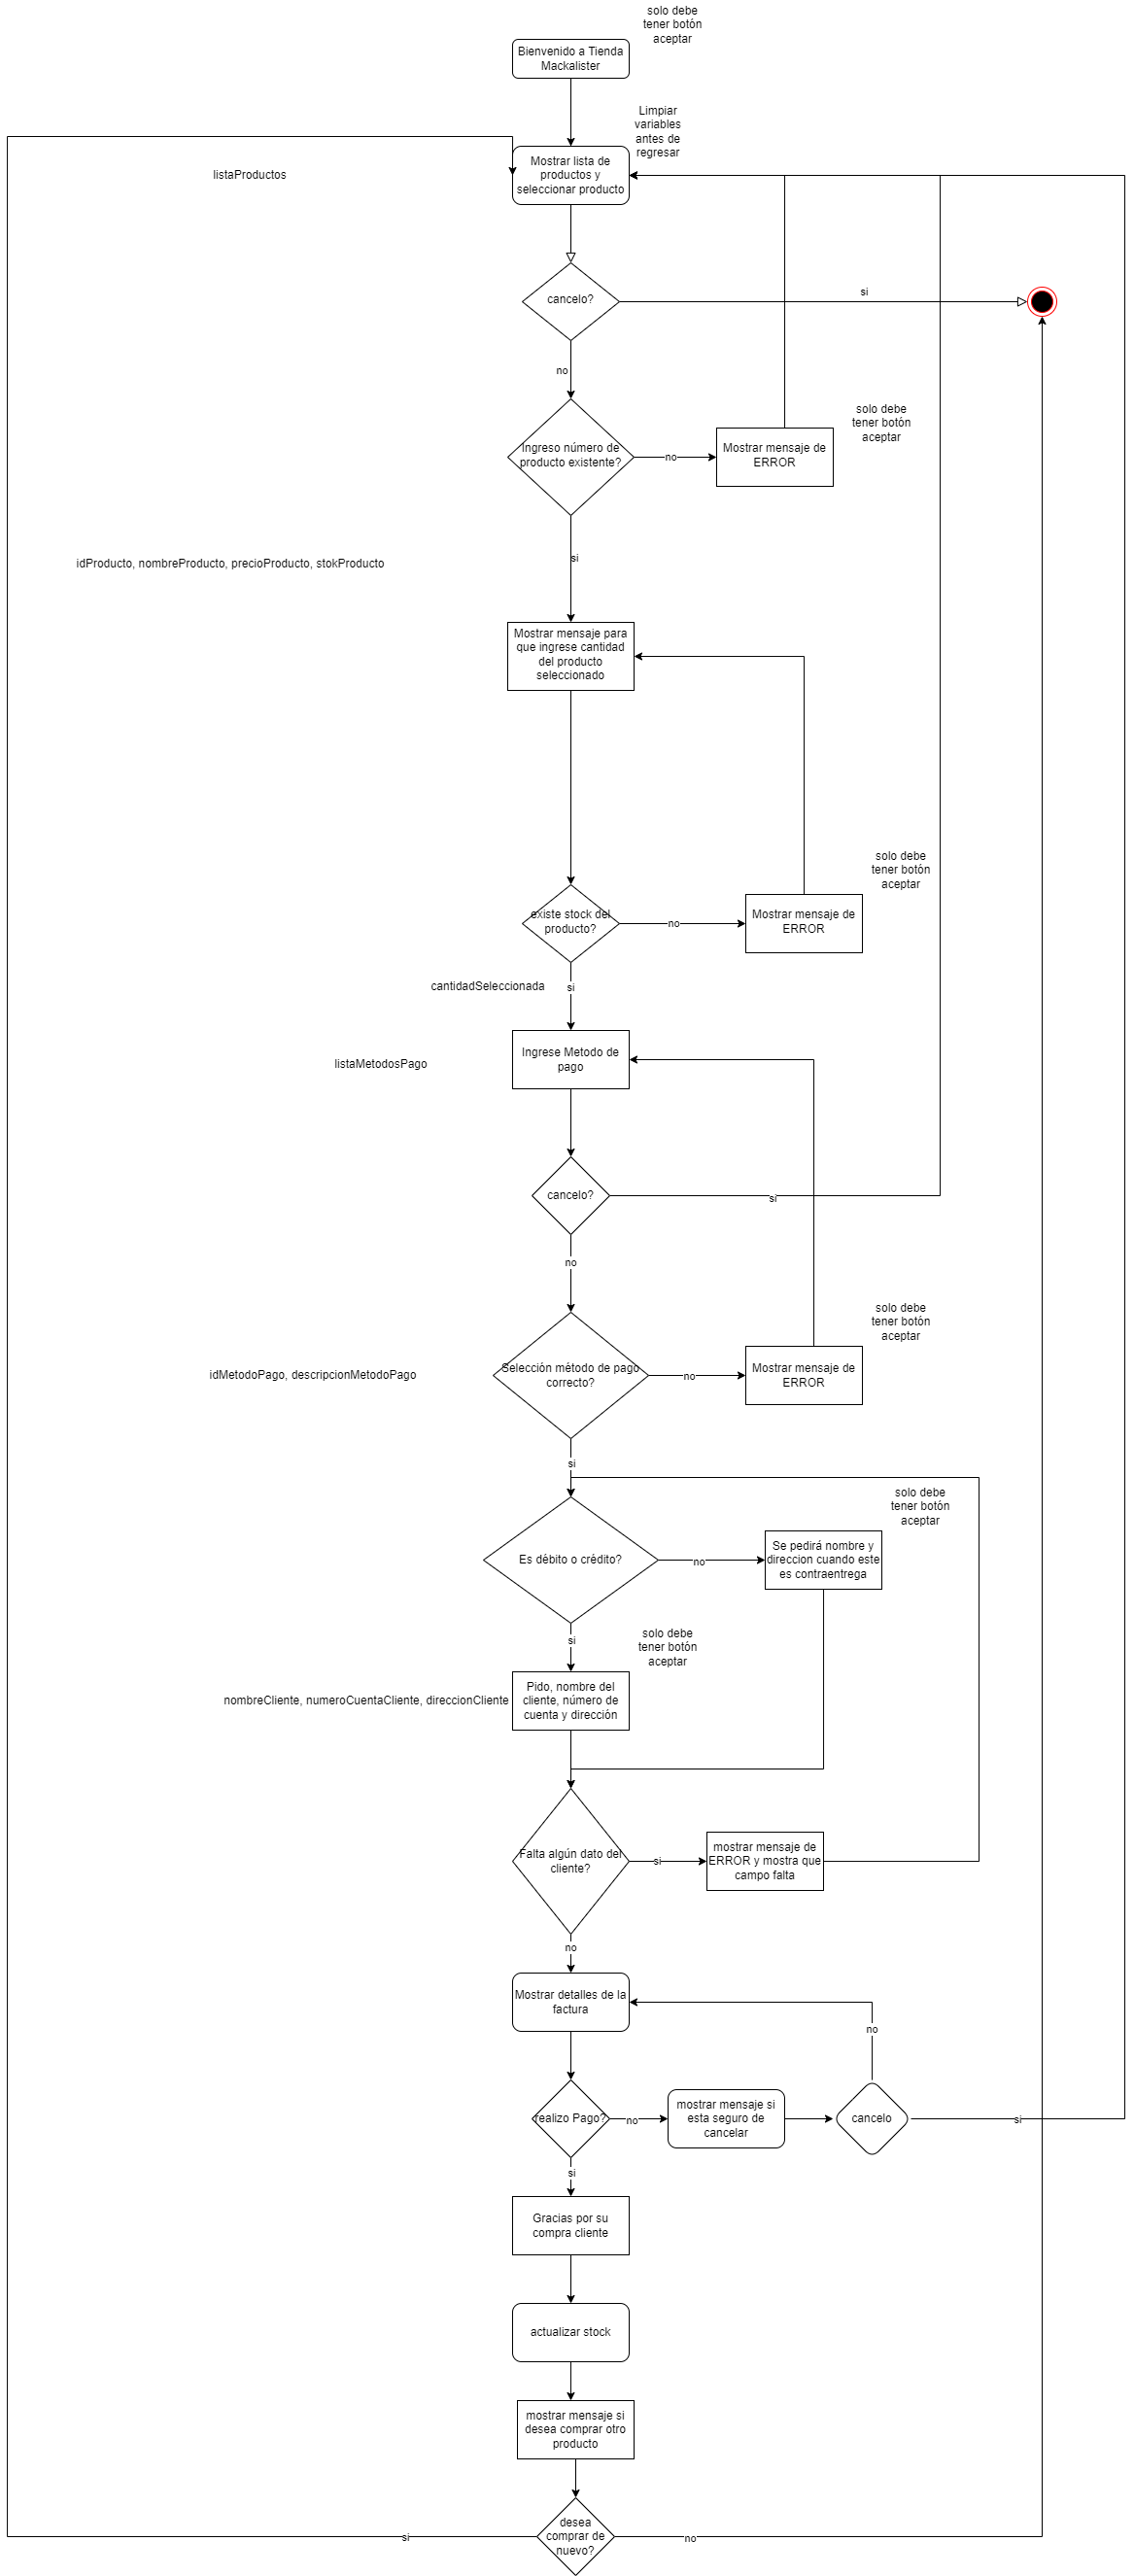 solo debe
tener botón
aceptar
Bienvenido a Tienda
Mackalister
Limpiar
variables
antes de
regresar
listaProductos
Mostrar lista de
productos y
seleccionar producto
cancelo?
si
no
solo debe
tener botón
aceptar
Ingreso número de
producto existente?
no
Mostrar mensaje de
ERROR
si
idProducto, nombreProducto, precioProducto, stokProducto
Mostrar mensaje para
que ingrese cantidad
del producto
seleccionado
solo debe
tener botón
aceptar
existe stock del
producto?
no
Mostrar mensaje de
ERROR
cantidadSeleccionada
si
listaMetodosPago
Ingrese Metodo de
pago
cancelo?
si
no
solo debe
tener botón
aceptar
idMetodoPago, descripcionMetodoPago
Selección método de pago
correcto?
no
Mostrar mensaje de
ERROR
si
solo debe
tener botón
aceptar
Es débito o crédito?
no
Se pedirá nombre y
direccion cuando este
es contraentrega
si
solo debe
tener botón
aceptar
nombreCliente, numeroCuentaCliente, direccionCliente
Pido, nombre del
cliente, número de
cuenta y dirección
Falta algún dato del
cliente?
si
mostrar mensaje de
ERROR y mostra que
campo falta
no
Mostrar detalles de la
factura
no
realizo Pago?
no
mostrar mensaje si
esta seguro de
cancelar
cancelo
si
si
Gracias por su
compra cliente
actualizar stock
mostrar mensaje si
desea comprar otro
producto
si
desea
comprar de
nuevo?
no